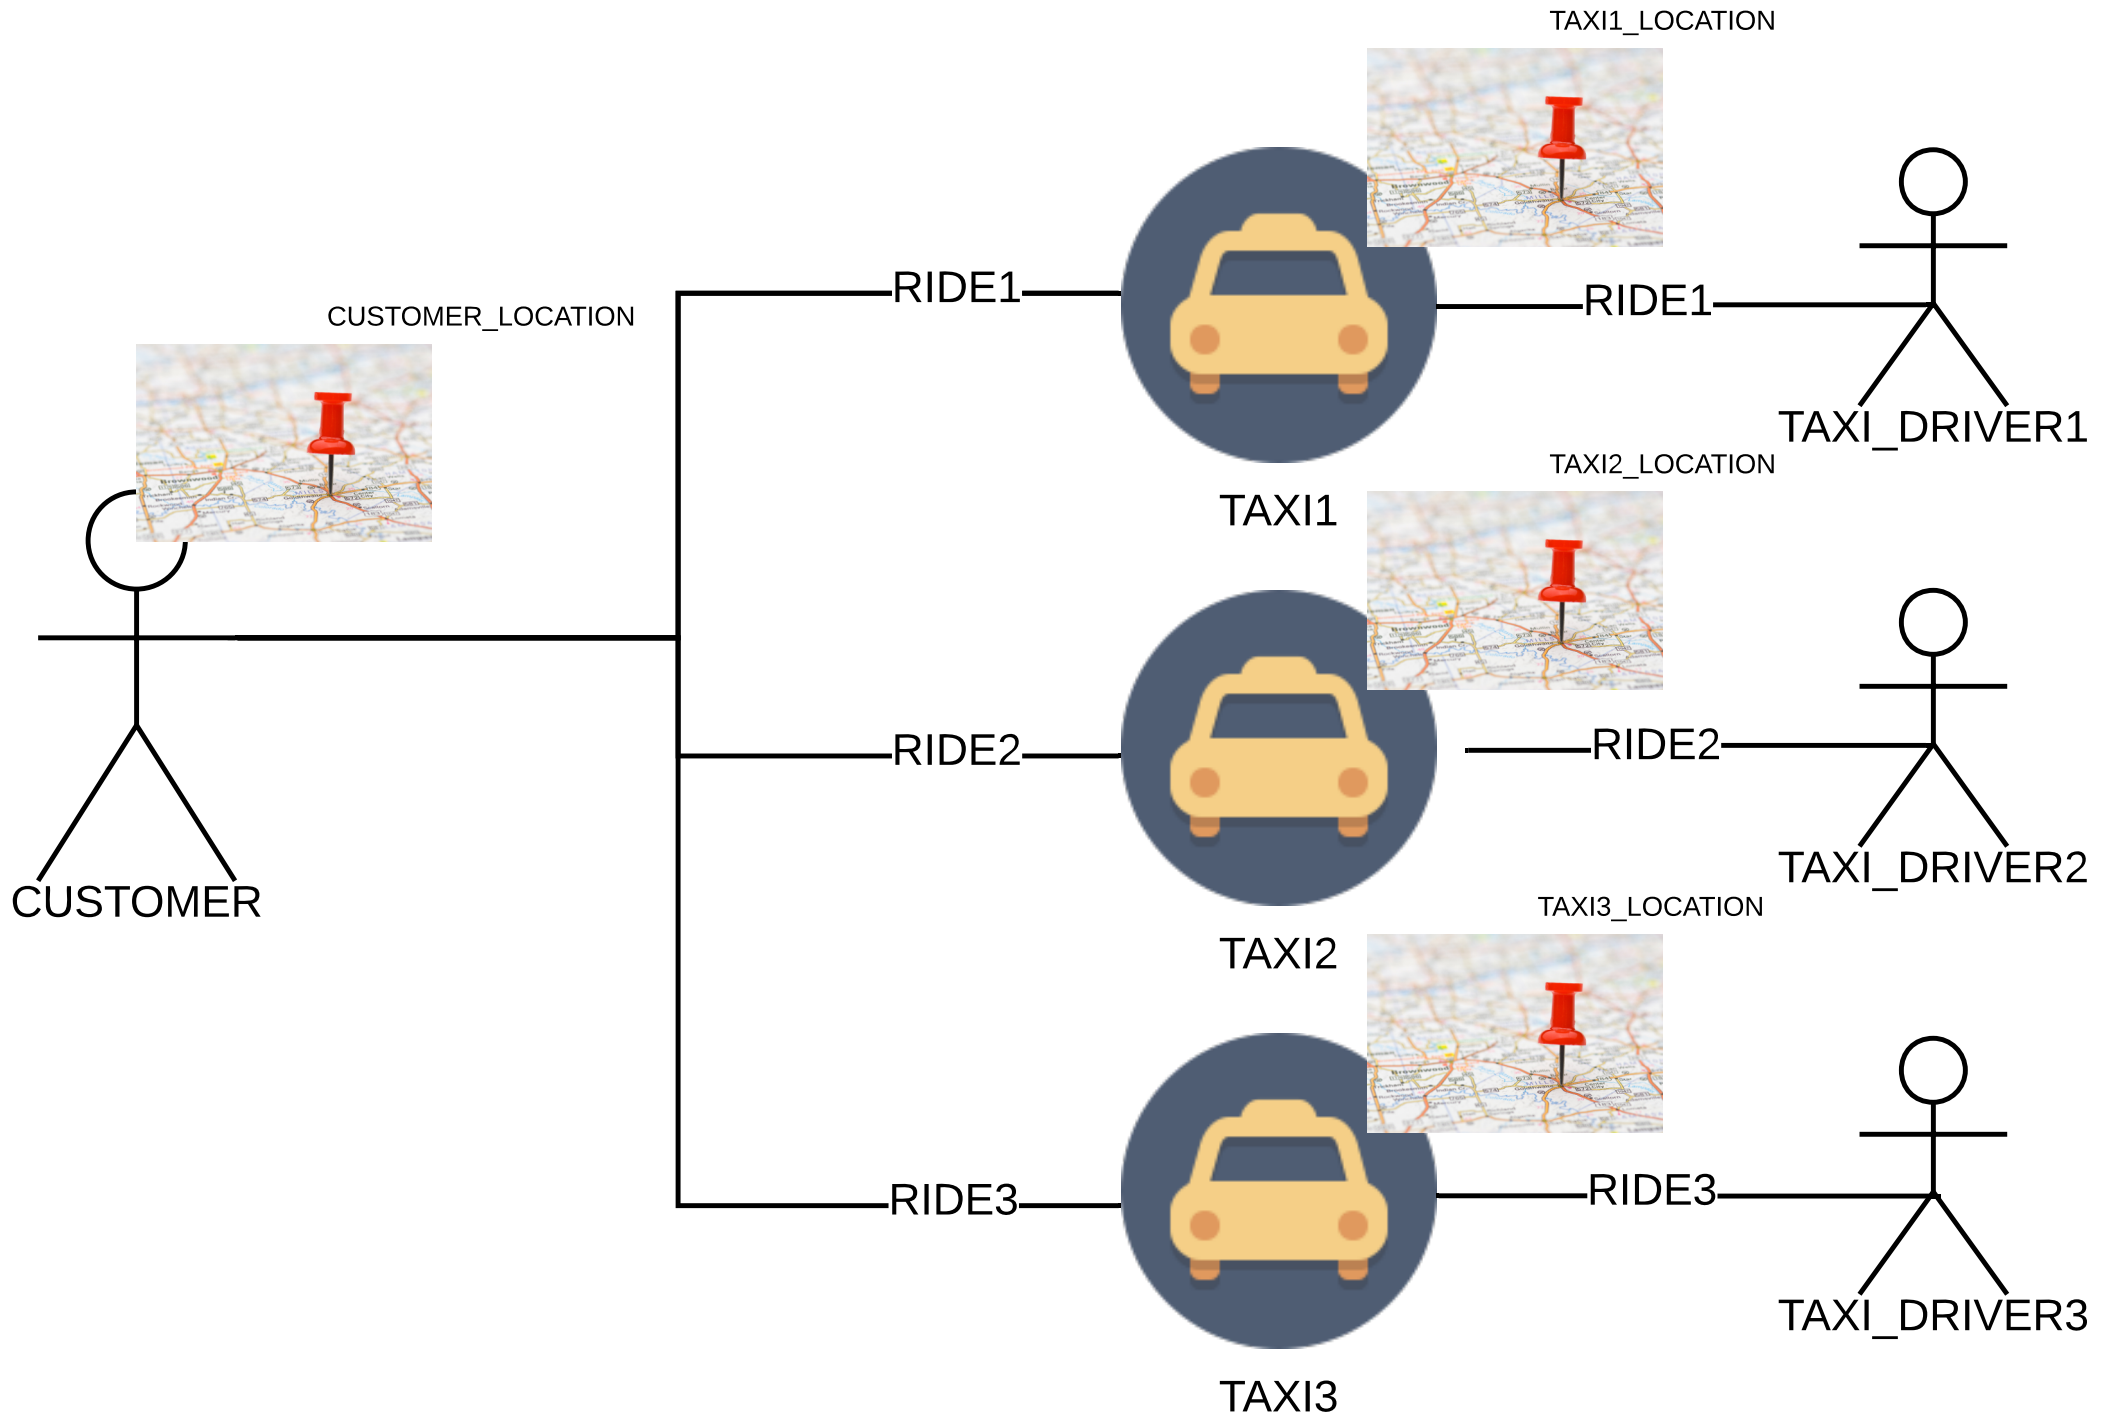 TAXI1_LOCATION
RIDE1
RIDE1
CUSTOMER_LOCATION
TAXI_DRIVER1
TAXI2_LOCATION
TAXI1
RIDE2
RIDE2
TAXI_DRIVER2
CUSTOMER
TAXI3_LOCATION
TAXI2
RIDE3
RIDE3
TAXI_DRIVER3
TAXI3